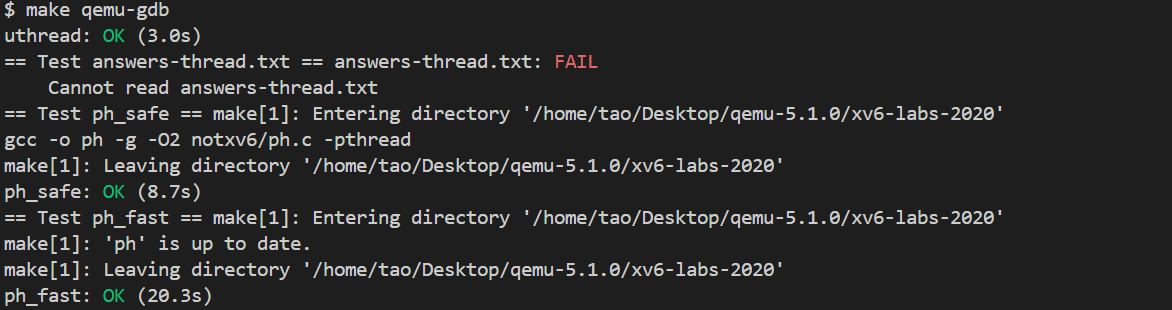 $ make qemu-gdb
uthread: OK (3.0s)
== Test answers-thread.txt == answers-thread.txt: FAIL
    Cannot read answers-thread.txt
== Test ph_safe == make[1]: Entering directory '/home/tao/Desktop/qemu-5.1.0/xv6-labs-2020'
gcc -o ph -g -O2 notxv6/ph.c -pthread
make[1]: Leaving directory '/home/tao/Desktop/qemu-5.1.0/xv6-labs-2020'
ph_safe: OK (8.7s)
== Test ph_fast == make[1]: Entering directory '/home/tao/Desktop/qemu-5.1.0/xv6-labs-2020'
make[1]: 'ph' is up to date.
make[1]: Leaving directory '/home/tao/Desktop/qemu-5.1.0/xv6-labs-2020'
ph_fast: OK (20.3s)